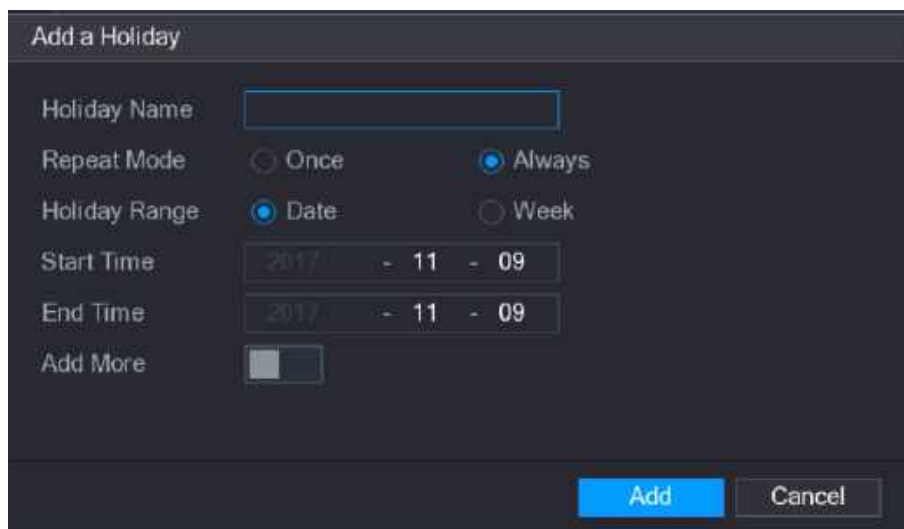 Add a Holiday
Holiday Name
Repeat Mode Once Always
Holiday Range Date Week
Start Time 2017 - 11 - 09
End Time 2017 - 11 - 09
Add More
Add Cancel